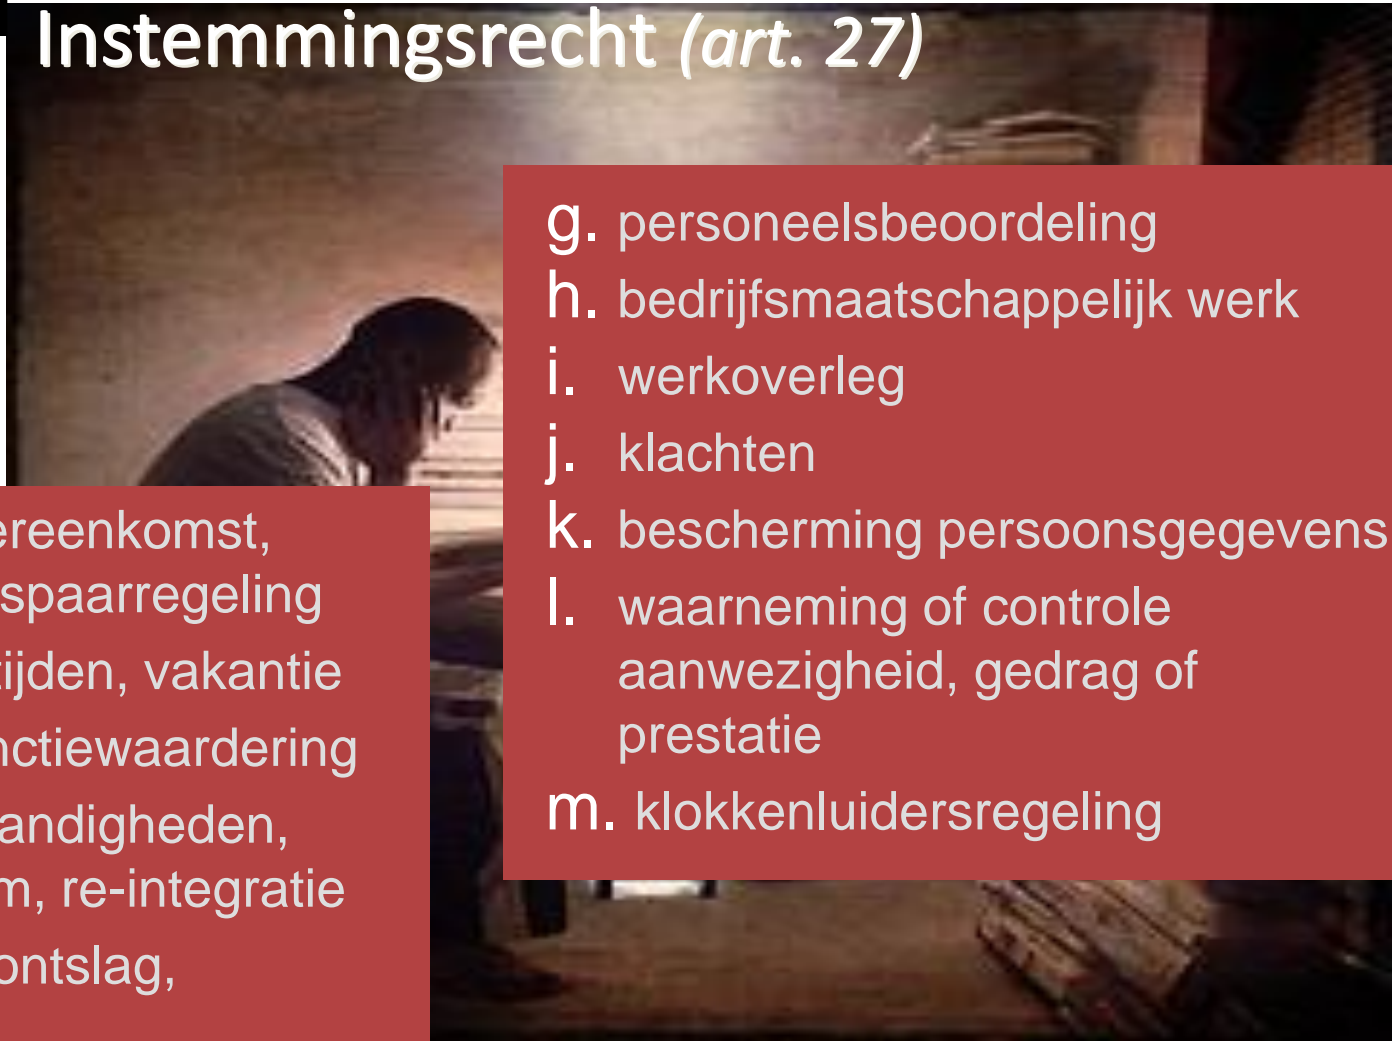 Instemmingsrecht (art. 27)
ereenkomst,
spaarregeling
tijden, vakantie
nctiewaardering
andigheden,
m, re-integratie
ontslag,
g. personeelsbeoordeling
h. bedrijfsmaatschappelijk werk
i. werkoverleg
j. klachten
k. bescherming persoonsgegevens
l. waarneming of controle
aanwezigheid, gedrag of
prestatie
m. klokkenluidersregeling